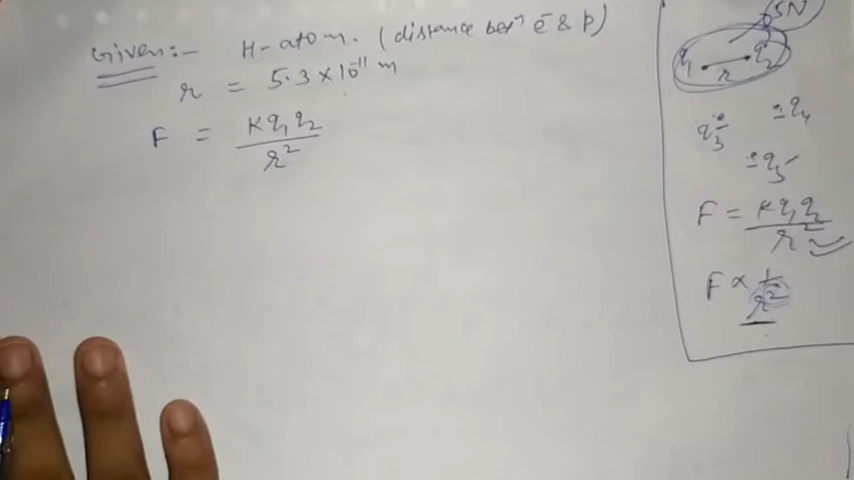 Given:- H-atom. (distance betⁿ e⁻ & p)
r = 5.3 × 10⁻¹¹ m
F = Kq₁q₂ / r²
5N
q₁ r q₂
q₃ ± q₄
± q₅
F = Kq₁q₂ / r²
F ∝ 1 / r²